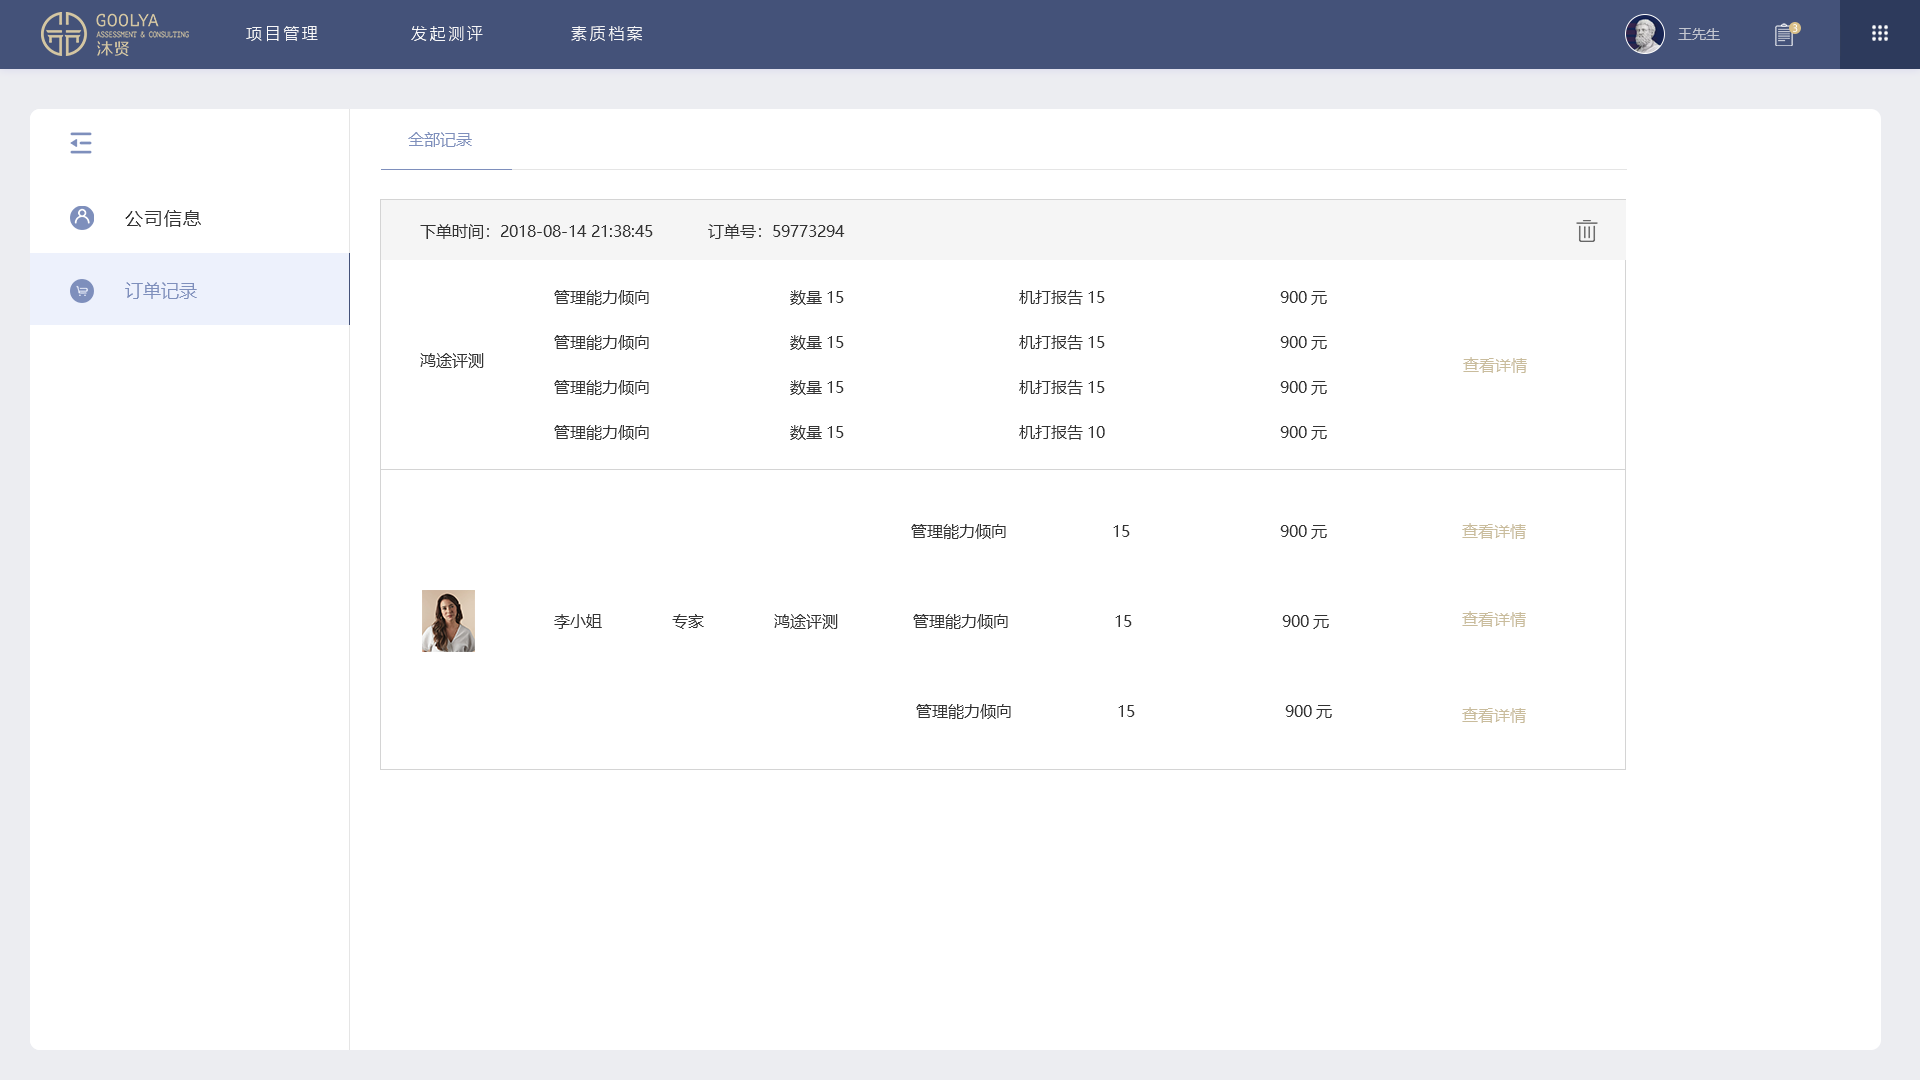 GOOLYA
ASSESSMENT & CONSULTING
沐贤
项目管理 发起测评 素质档案 王先生 3
全部记录
公司信息
订单记录
下单时间：2018-08-14 21:38:45 订单号：59773294
管理能力倾向 数量 15 机打报告 15 900 元
管理能力倾向 数量 15 机打报告 15 900 元
鸿途评测 查看详情
管理能力倾向 数量 15 机打报告 15 900 元
管理能力倾向 数量 15 机打报告 10 900 元
管理能力倾向 15 900 元 查看详情
李小姐 专家 鸿途评测 管理能力倾向 15 900 元 查看详情
管理能力倾向 15 900 元 查看详情